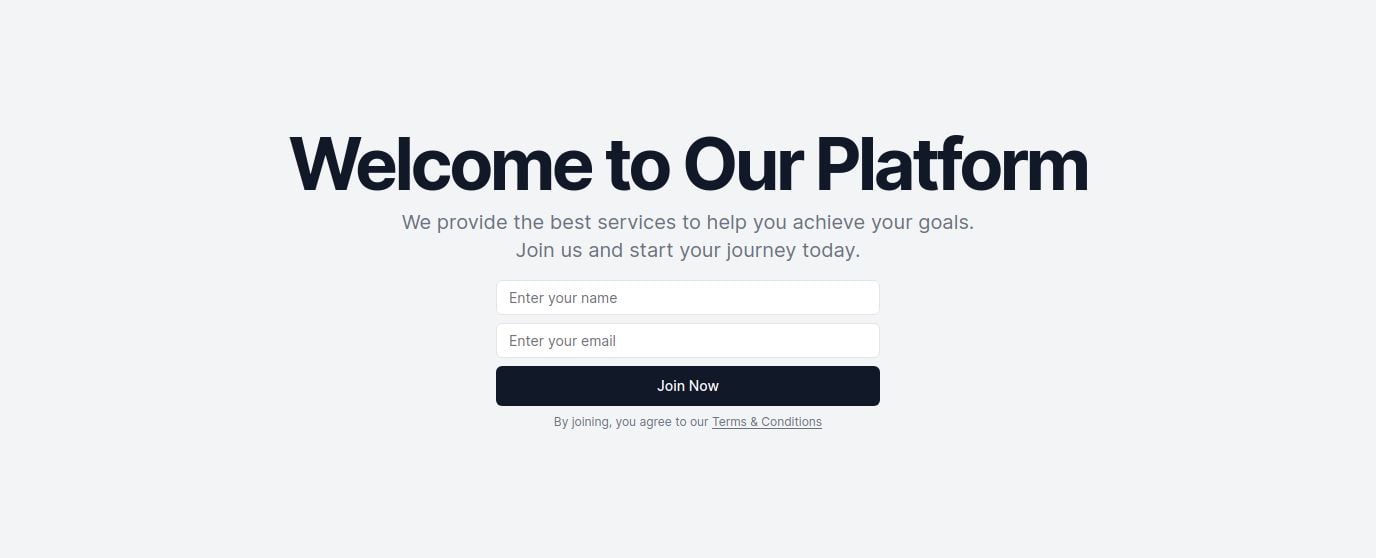 Welcome to Our Platform
We provide the best services to help you achieve your goals.
Join us and start your journey today.
Enter your name
Enter your email
Join Now
By joining, you agree to our Terms & Conditions